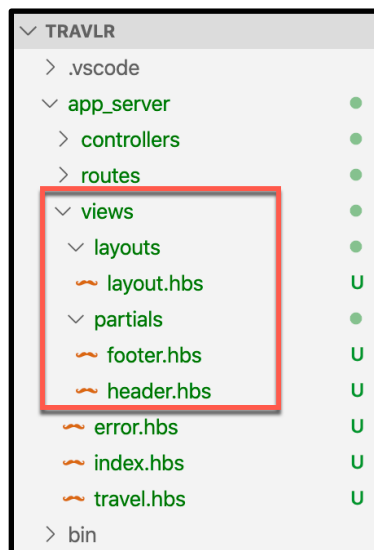 TRAVLR
.vscode
app_server
controllers
routes
views
layouts
layout.hbs U
partials
footer.hbs U
header.hbs U
error.hbs U
index.hbs U
travel.hbs U
bin